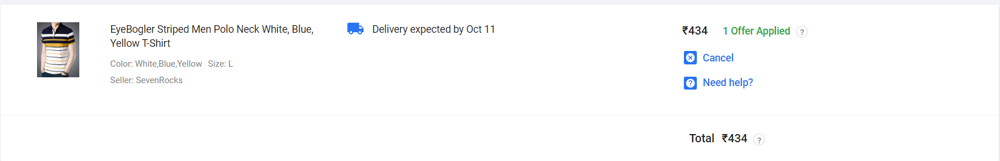 EyeBogler Striped Men Polo Neck White, Blue,
Yellow T-Shirt
Color: White,Blue,Yellow Size: L
Seller: SevenRocks
Delivery expected by Oct 11
₹434 1 Offer Applied ?
Cancel
? Need help?
Total ₹434 ?